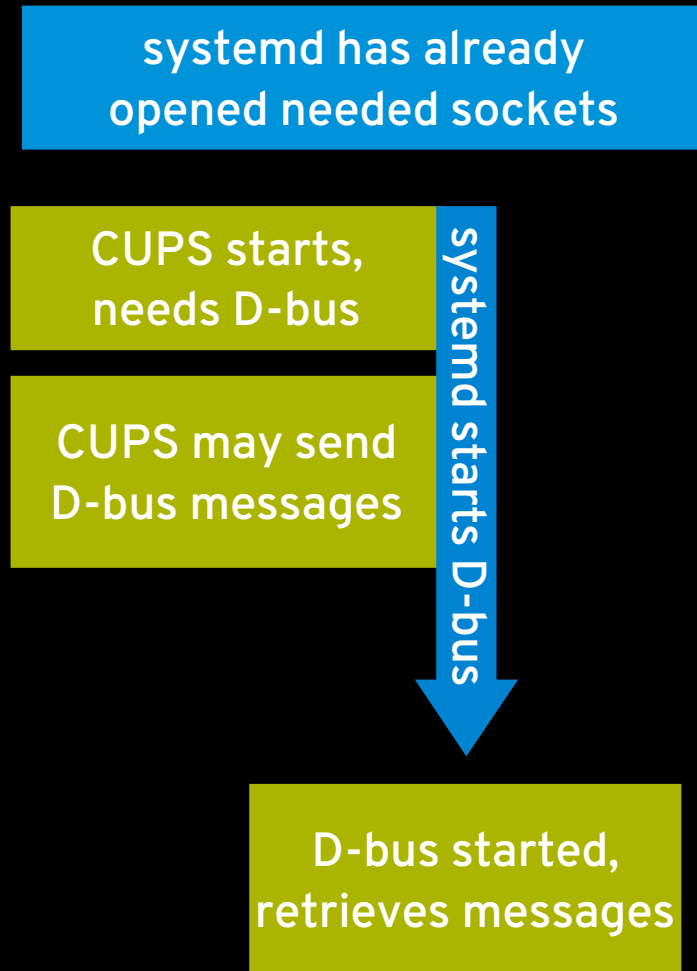 systemd has already
opened needed sockets
CUPS starts,
needs D-bus
systemd starts D-bus
CUPS may send
D-bus messages
D-bus started,
retrieves messages